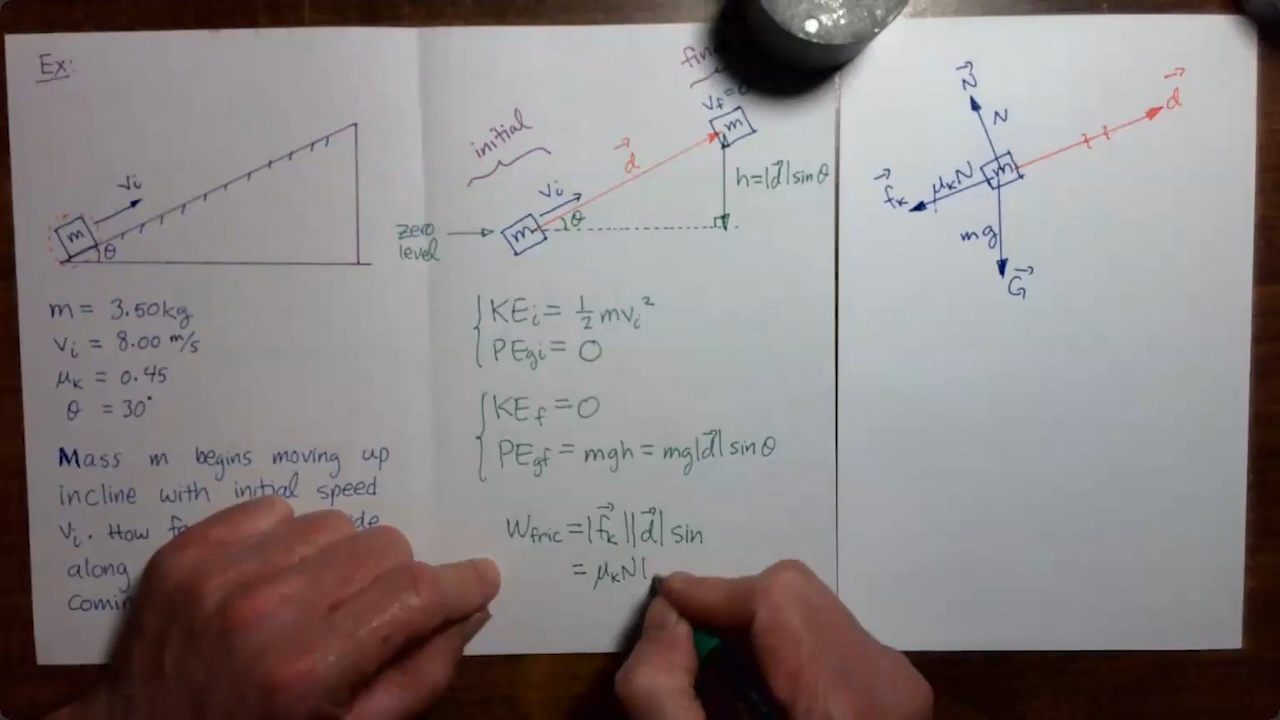 Ex:
vᵢ
m
θ
m = 3.50 kg
vᵢ = 8.00 m/s
μₖ = 0.45
θ = 30°
Mass m begins moving up
incline with initial speed
vᵢ. How
along
initial
vᵢ
m
θ
d⃗
vf = 0
m
h = |d⃗| sin θ
zero
level
KEᵢ = ½ mvᵢ²
PEgi = 0
KEf = 0
PEgf = mgh = mg|d⃗| sin θ
Wfric = |f⃗ₖ||d⃗| sin
= μₖN|
N⃗
N
d⃗
m
f⃗ₖ
μₖN
mg
G⃗